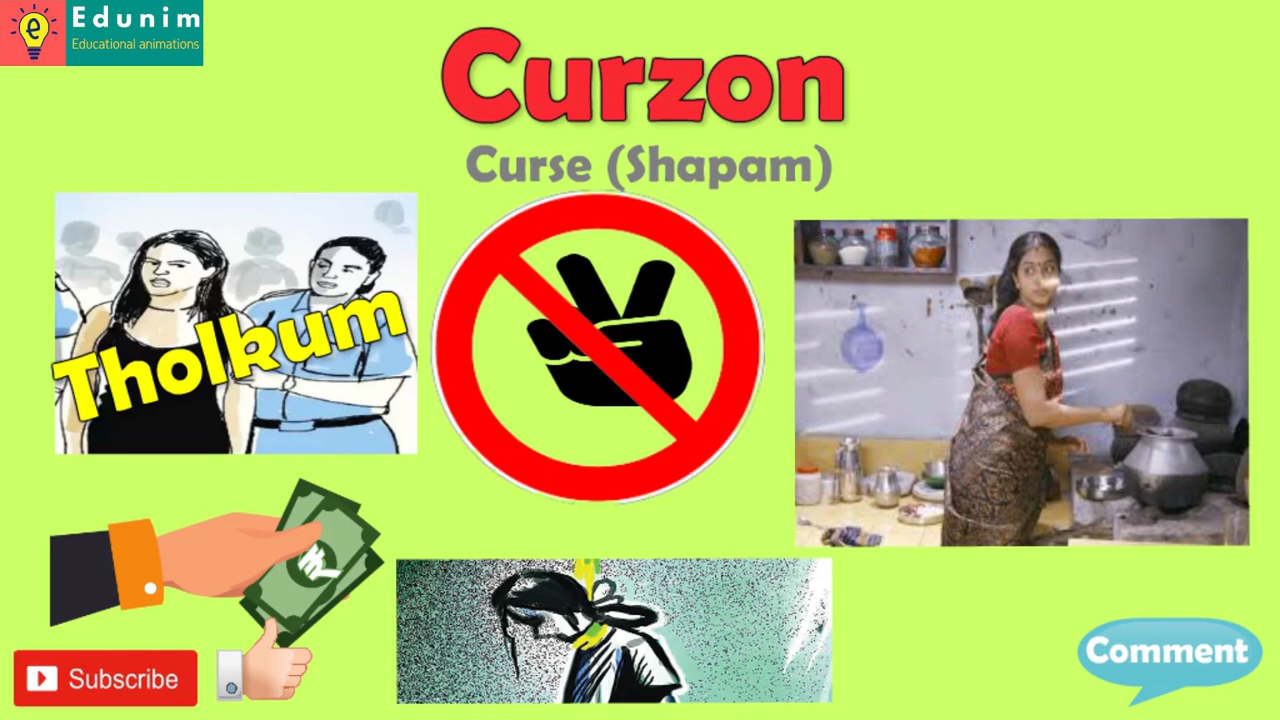 Edunim
Educational animations
Curzon
Curse (Shapam)
Tholkum
₹
Subscribe
Comment